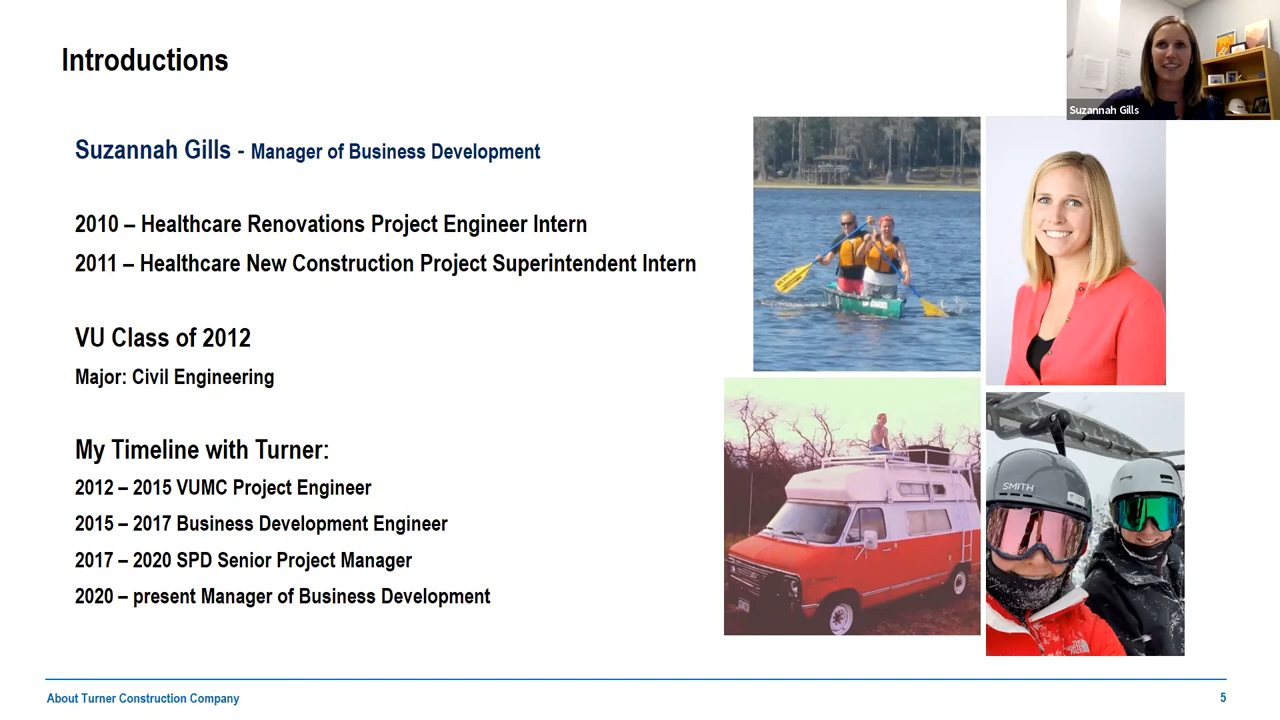 Introductions
Suzannah Gills
Suzannah Gills - Manager of Business Development
2010 – Healthcare Renovations Project Engineer Intern
2011 – Healthcare New Construction Project Superintendent Intern
VU Class of 2012
Major: Civil Engineering
My Timeline with Turner:
2012 – 2015 VUMC Project Engineer
2015 – 2017 Business Development Engineer
2017 – 2020 SPD Senior Project Manager
2020 – present Manager of Business Development
SMITH
THE
NORTH
FACE
About Turner Construction Company
5